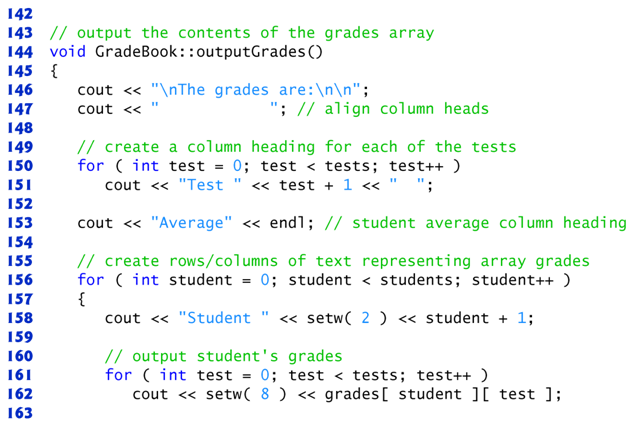 142
143 // output the contents of the grades array
144 void GradeBook::outputGrades()
145 {
146    cout << "\nThe grades are:\n\n";
147    cout << "            "; // align column heads
148
149    // create a column heading for each of the tests
150    for ( int test = 0; test < tests; test++ )
151       cout << "Test " << test + 1 << "  ";
152
153    cout << "Average" << endl; // student average column heading
154
155    // create rows/columns of text representing array grades
156    for ( int student = 0; student < students; student++ )
157    {
158       cout << "Student " << setw( 2 ) << student + 1;
159
160       // output student's grades
161       for ( int test = 0; test < tests; test++ )
162          cout << setw( 8 ) << grades[ student ][ test ];
163